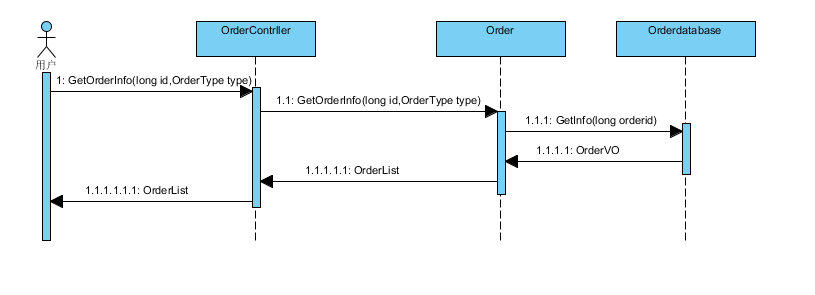 OrderContrller
Order
Orderdatabase
用户
1: GetOrderInfo(long id,OrderType type)
1.1: GetOrderInfo(long id,OrderType type)
1.1.1: GetInfo(long orderid)
1.1.1.1: OrderVO
1.1.1.1.1: OrderList
1.1.1.1.1.1: OrderList